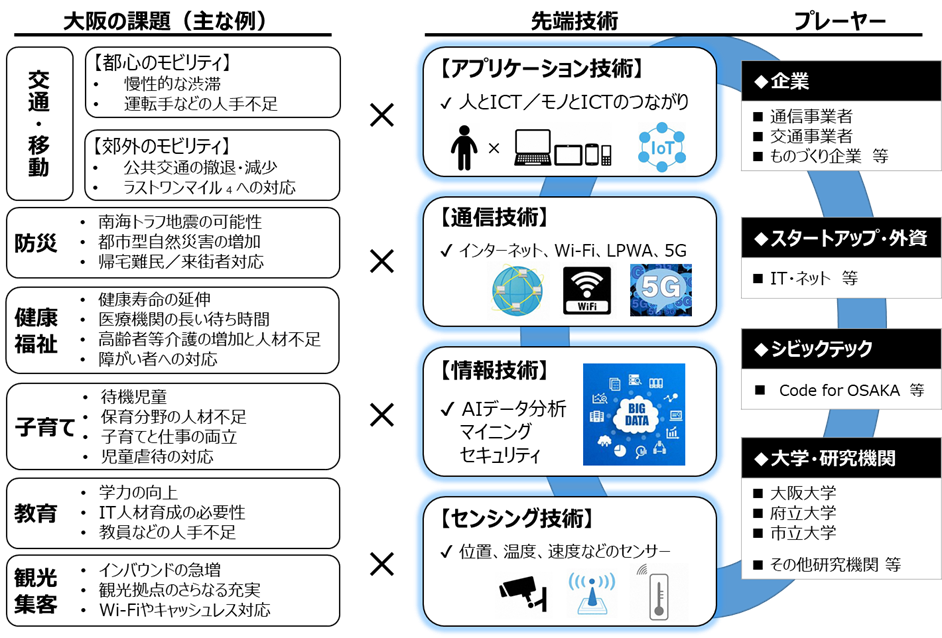 大阪の課題（主な例）
交通・移動
【都心のモビリティ】
・ 慢性的な渋滞
・ 運転手などの人手不足
【郊外のモビリティ】
・ 公共交通の撤退・減少
・ ラストワンマイル４への対応
防災
・ 南海トラフ地震の可能性
・ 都市型自然災害の増加
・ 帰宅難民／来街者対応
健康
福祉
・ 健康寿命の延伸
・ 医療機関の長い待ち時間
・ 高齢者等介護の増加と人材不足
・ 障がい者への対応
子育て
・ 待機児童
・ 保育分野の人材不足
・ 子育てと仕事の両立
・ 児童虐待の対応
教育
・ 学力の向上
・ IT人材育成の必要性
・ 教員などの人手不足
観光
集客
・ インバウンドの急増
・ 観光拠点のさらなる充実
・ Wi-Fiやキャッシュレス対応
×
×
×
×
先端技術
【アプリケーション技術】
✓ 人とICT／モノとICTのつながり
×
IoT
【通信技術】
✓ インターネット、Wi-Fi、LPWA、5G
WiFi
5G
【情報技術】
✓ AIデータ分析
マイニング
セキュリティ
BIG
DATA
【センシング技術】
✓ 位置、温度、速度などのセンサー
プレーヤー
◆企業
■ 通信事業者
■ 交通事業者
■ ものづくり企業 等
◆スタートアップ・外資
■ IT・ネット 等
◆シビックテック
■ Code for OSAKA 等
◆大学・研究機関
■ 大阪大学
■ 府立大学
■ 市立大学
■ その他研究機関 等